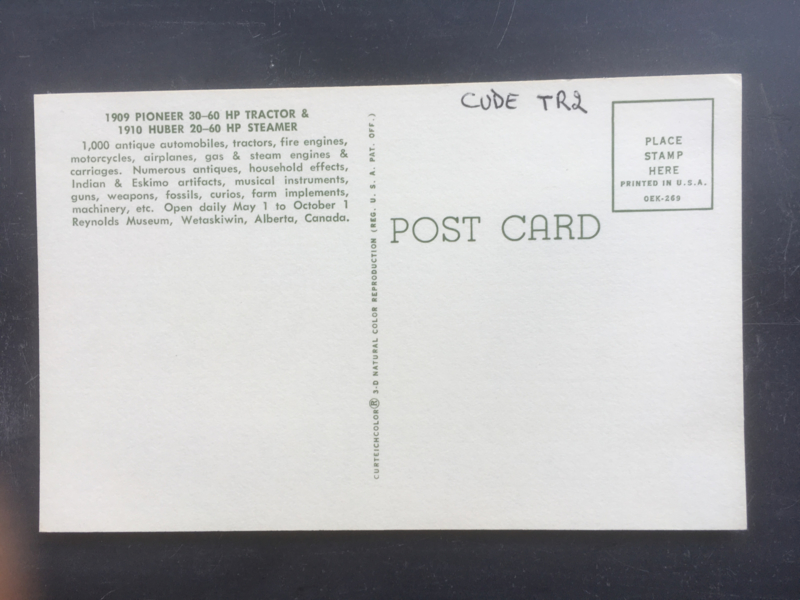 1909 PIONEER 30–60 HP TRACTOR &
1910 HUBER 20–60 HP STEAMER
1,000 antique automobiles, tractors, fire engines,
motorcycles, airplanes, gas & steam engines &
carriages. Numerous antiques, household effects,
Indian & Eskimo artifacts, musical instruments,
guns, weapons, fossils, curios, farm implements,
machinery, etc. Open daily May 1 to October 1
Reynolds Museum, Wetaskiwin, Alberta, Canada.
CURTEICHCOLOR® 3-D NATURAL COLOR REPRODUCTION (REG. U. S. A. PAT. OFF.)
CUDE TR2
POST CARD
PLACE
STAMP
HERE
PRINTED IN U.S.A.
OEK-269